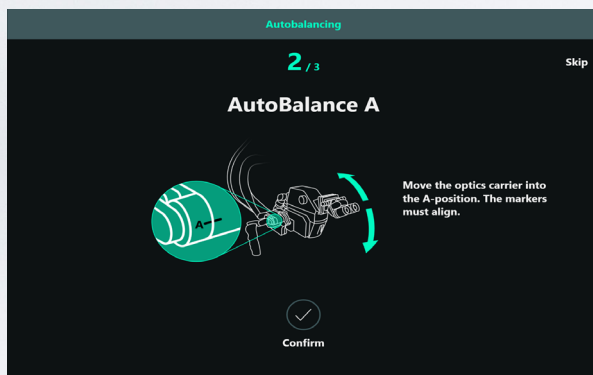 Autobalancing
2 / 3
Skip
AutoBalance A
A
Move the optics carrier into
the A-position. The markers
must align.
Confirm